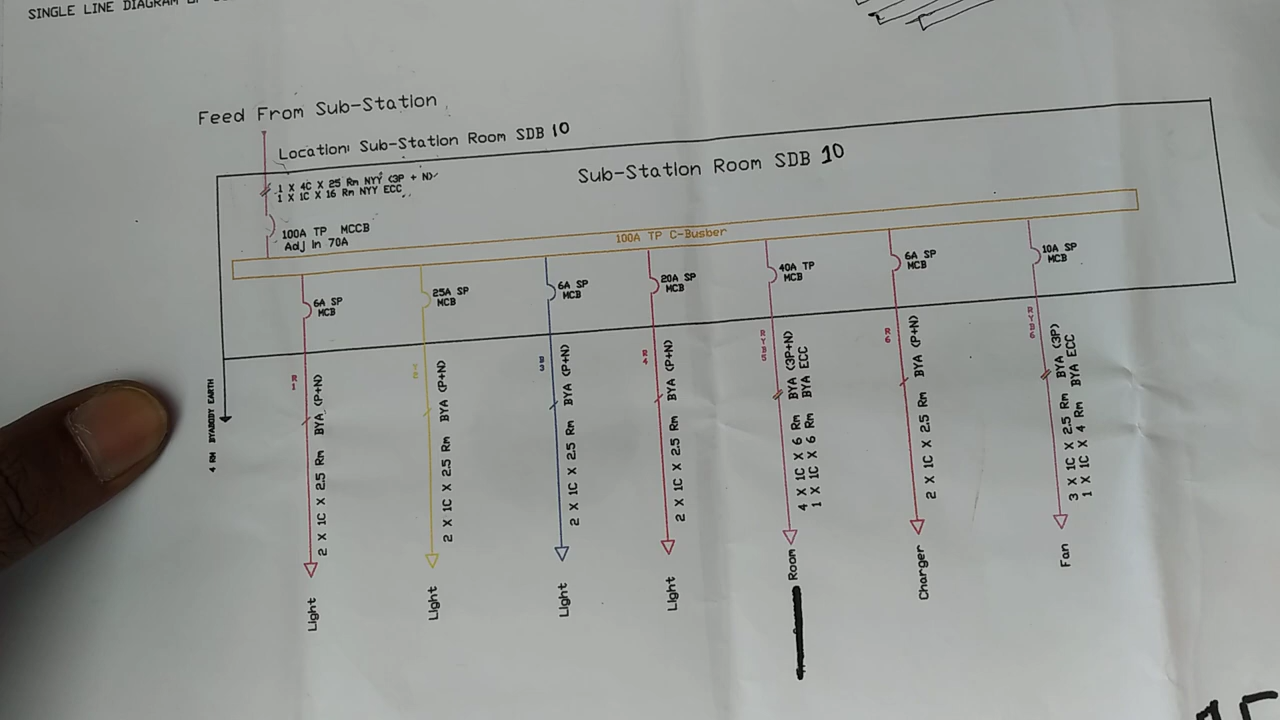 SINGLE LINE DIAGRAM
Feed From Sub-Station
Location: Sub-Station Room SDB 10
Sub-Station Room SDB 10
1 X 4C X 25 Rm NYY (3P + N)
1 X 1C X 16 Rm NYY ECC
100A TP MCCB
Adj In 70A
100A TP C-Busber
6A SP
MCB
25A SP
MCB
6A SP
MCB
20A SP
MCB
40A TP
MCB
6A SP
MCB
10A SP
MCB
4 RM BYABODY EARTH
R1
2 X 1C X 2.5 Rm BYA (P+N)
Light
2 X 1C X 2.5 Rm BYA (P+N)
Light
B3
2 X 1C X 2.5 Rm BYA (P+N)
Light
R4
2 X 1C X 2.5 Rm BYA (P+N)
Light
RYB5
4 X 1C X 6 Rm BYA (3P+N)
1 X 1C X 6 Rm BYA ECC
Room
R6
2 X 1C X 2.5 Rm BYA (P+N)
Charger
RYB6
3 X 1C X 2.5 Rm BYA (3P)
1 X 1C X 4 Rm BYA ECC
Fan